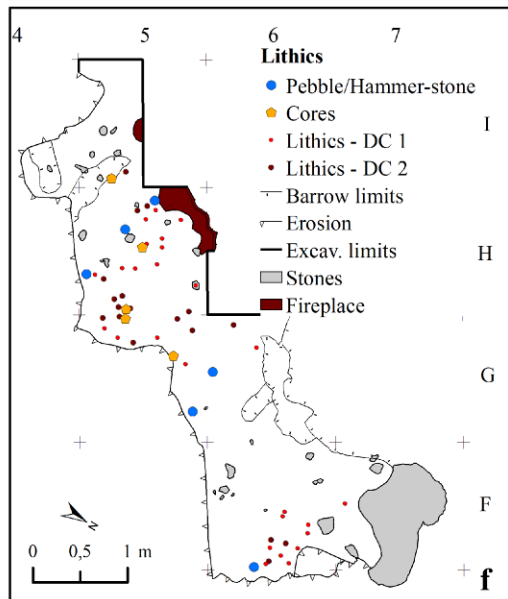 4 5 6 7
Lithics
Pebble/Hammer-stone
Cores
I
Lithics - DC 1
Lithics - DC 2
Barrow limits
Erosion
Excav. limits
H
Stones
Fireplace
G
F
N
0 0,5 1 m
f